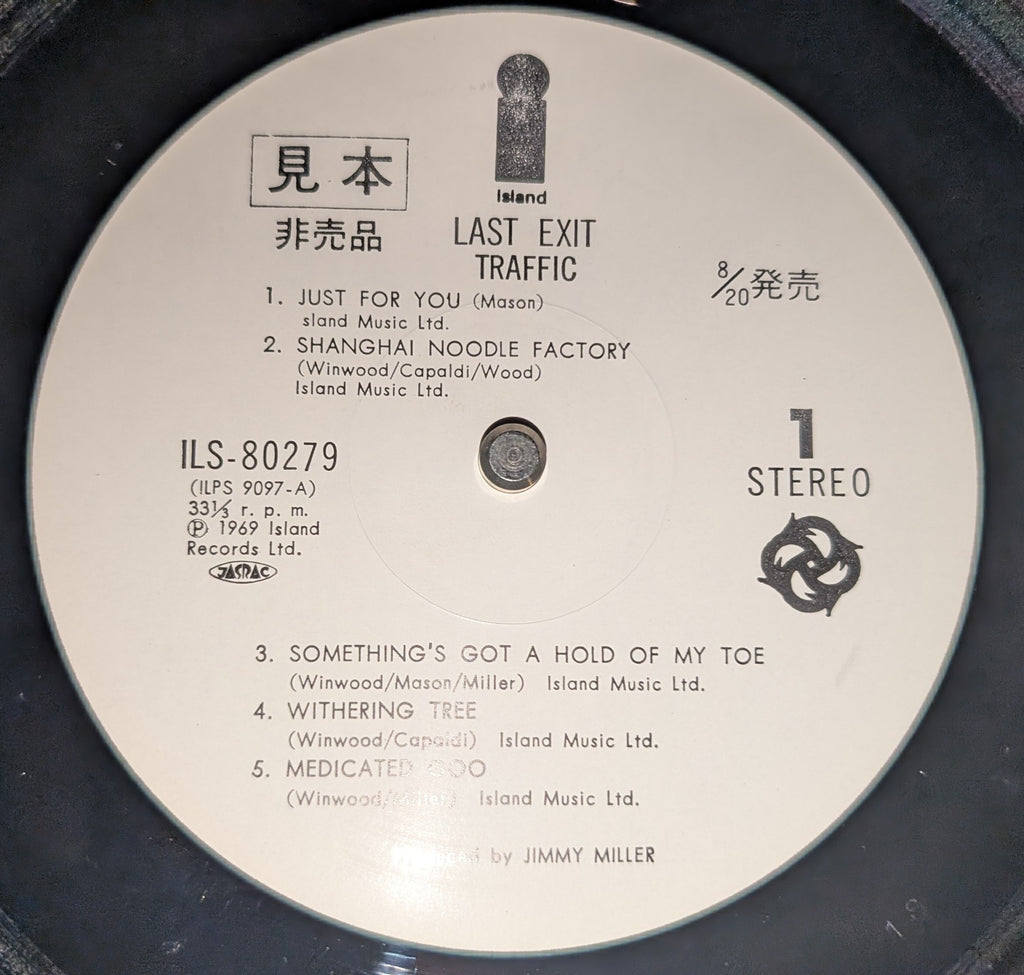 Island
見本
非売品
LAST EXIT
TRAFFIC
8/20発売
1. JUST FOR YOU (Mason)
sland Music Ltd.
2. SHANGHAI NOODLE FACTORY
(Winwood/Capaldi/Wood)
Island Music Ltd.
ILS-80279
(ILPS 9097-A)
33⅓ r. p. m.
Ⓟ 1969 Island
Records Ltd.
JASRAC
1
STEREO
3. SOMETHING'S GOT A HOLD OF MY TOE
(Winwood/Mason/Miller) Island Music Ltd.
4. WITHERING TREE
(Winwood/Capaldi) Island Music Ltd.
5. MEDICATED GOO
(Winwood/Miller) Island Music Ltd.
by JIMMY MILLER